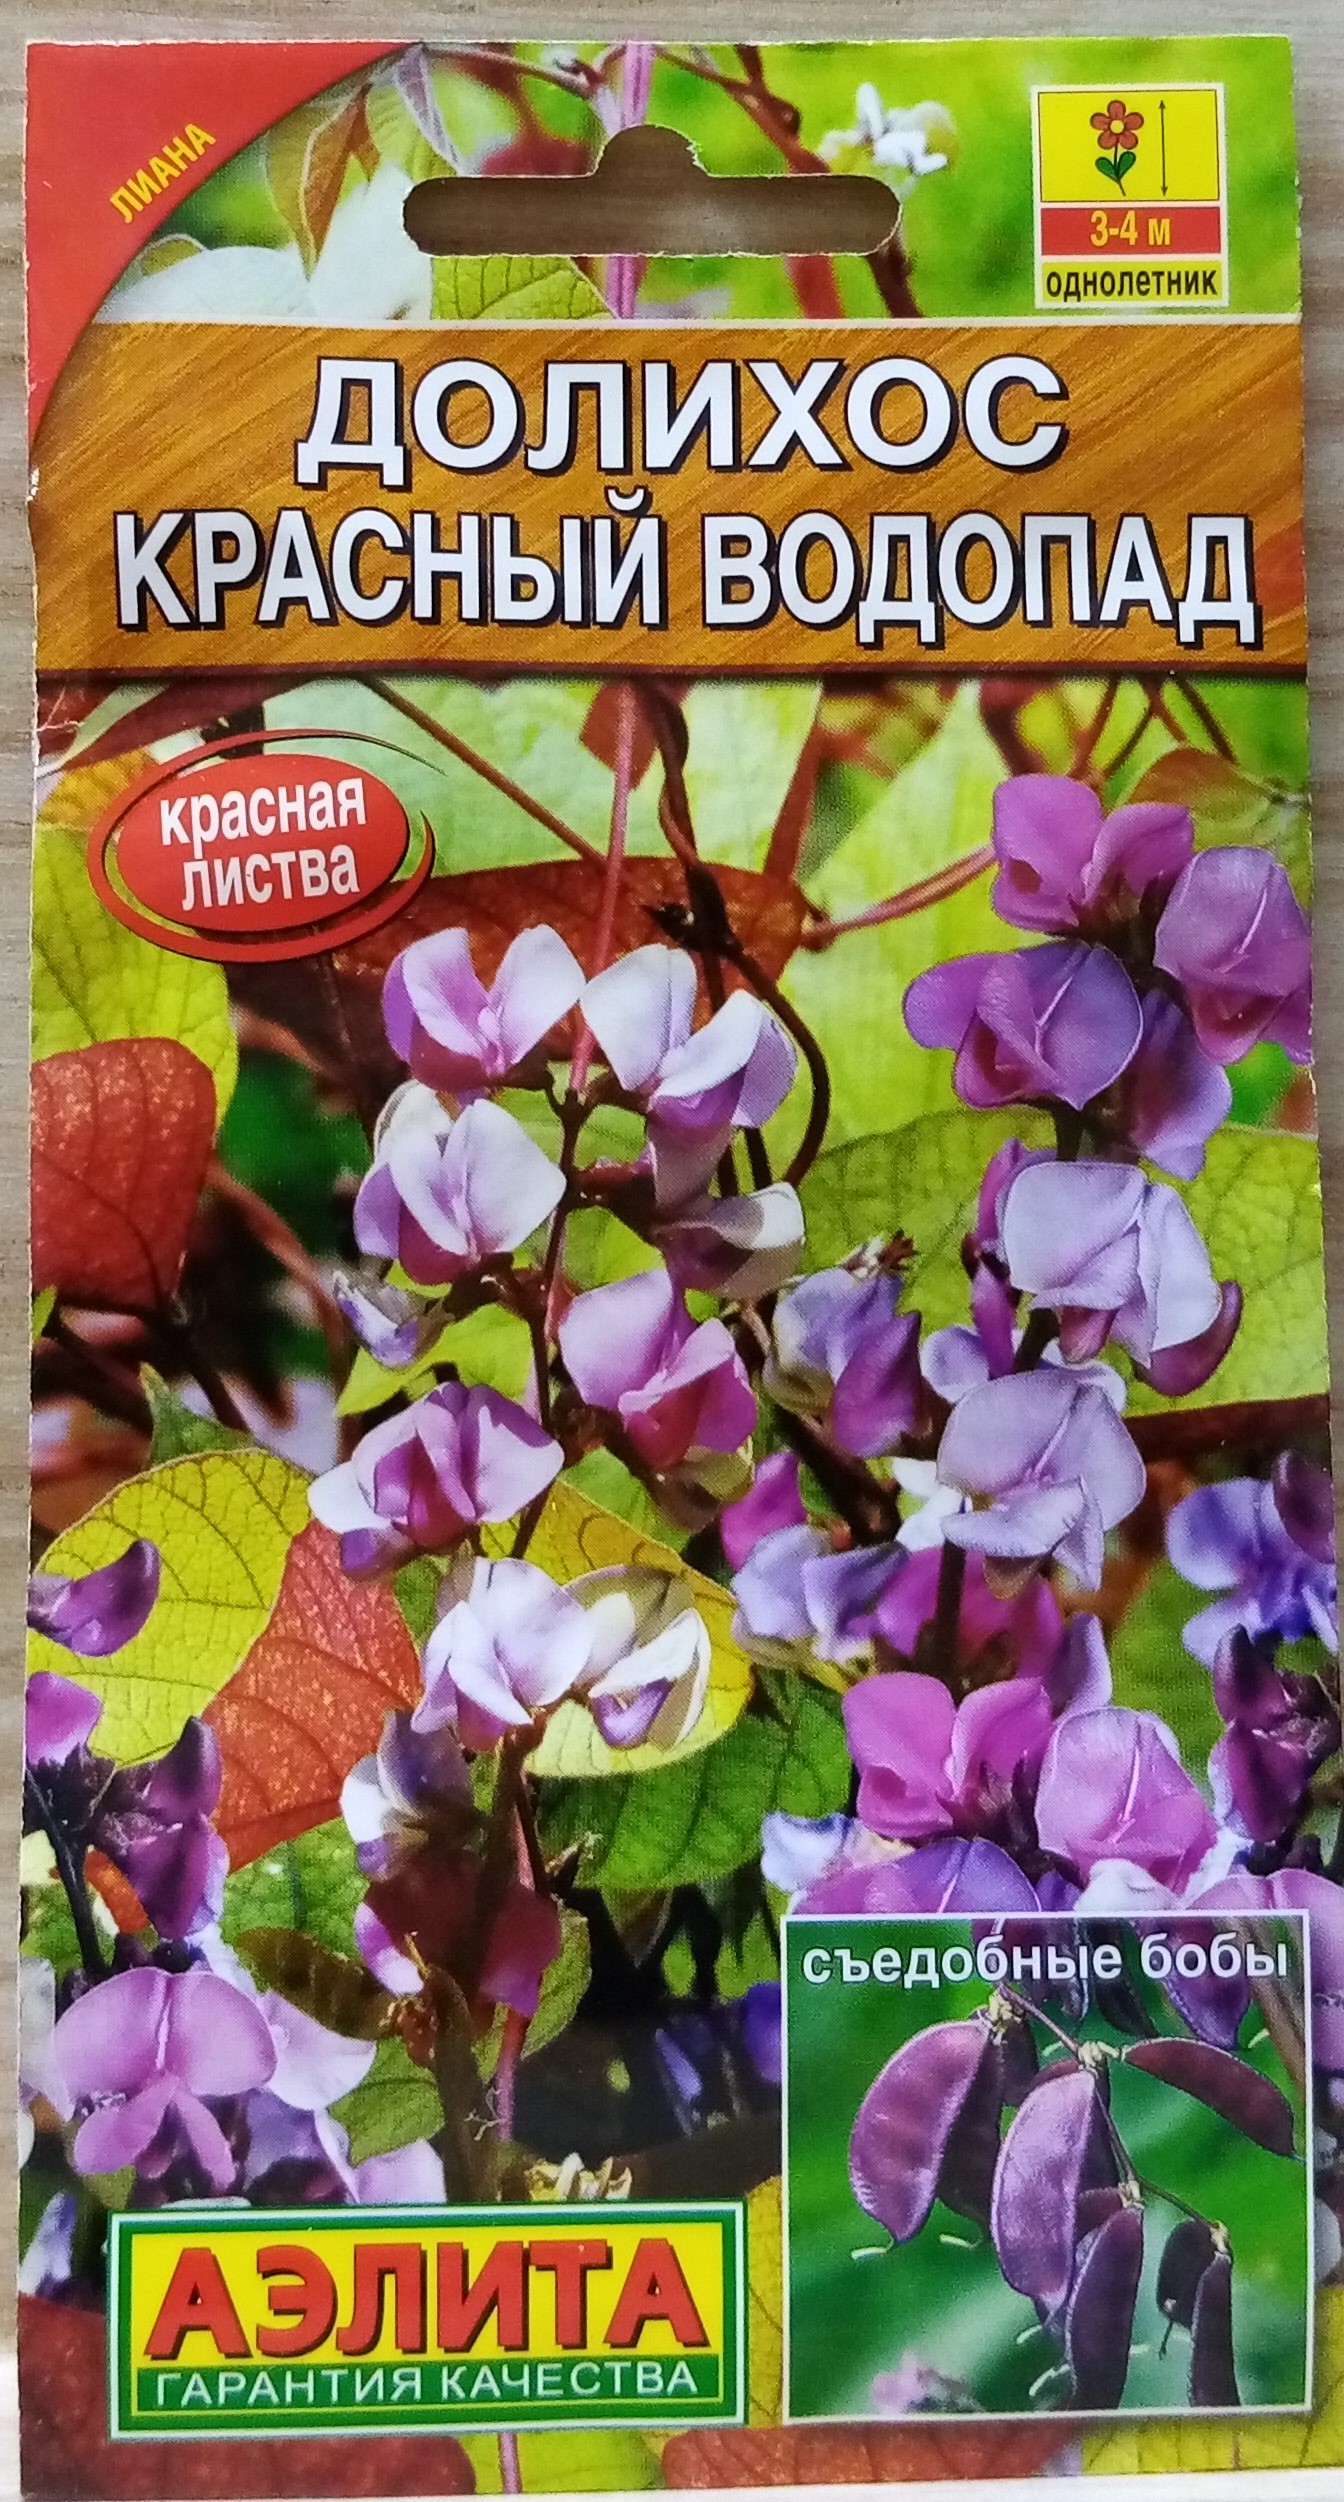 ЛИАНА
3-4 м
однолетник
ДОЛИХОС
КРАСНЫЙ ВОДОПАД
красная
листва
съедобные бобы
АЭЛИТА
ГАРАНТИЯ КАЧЕСТВА